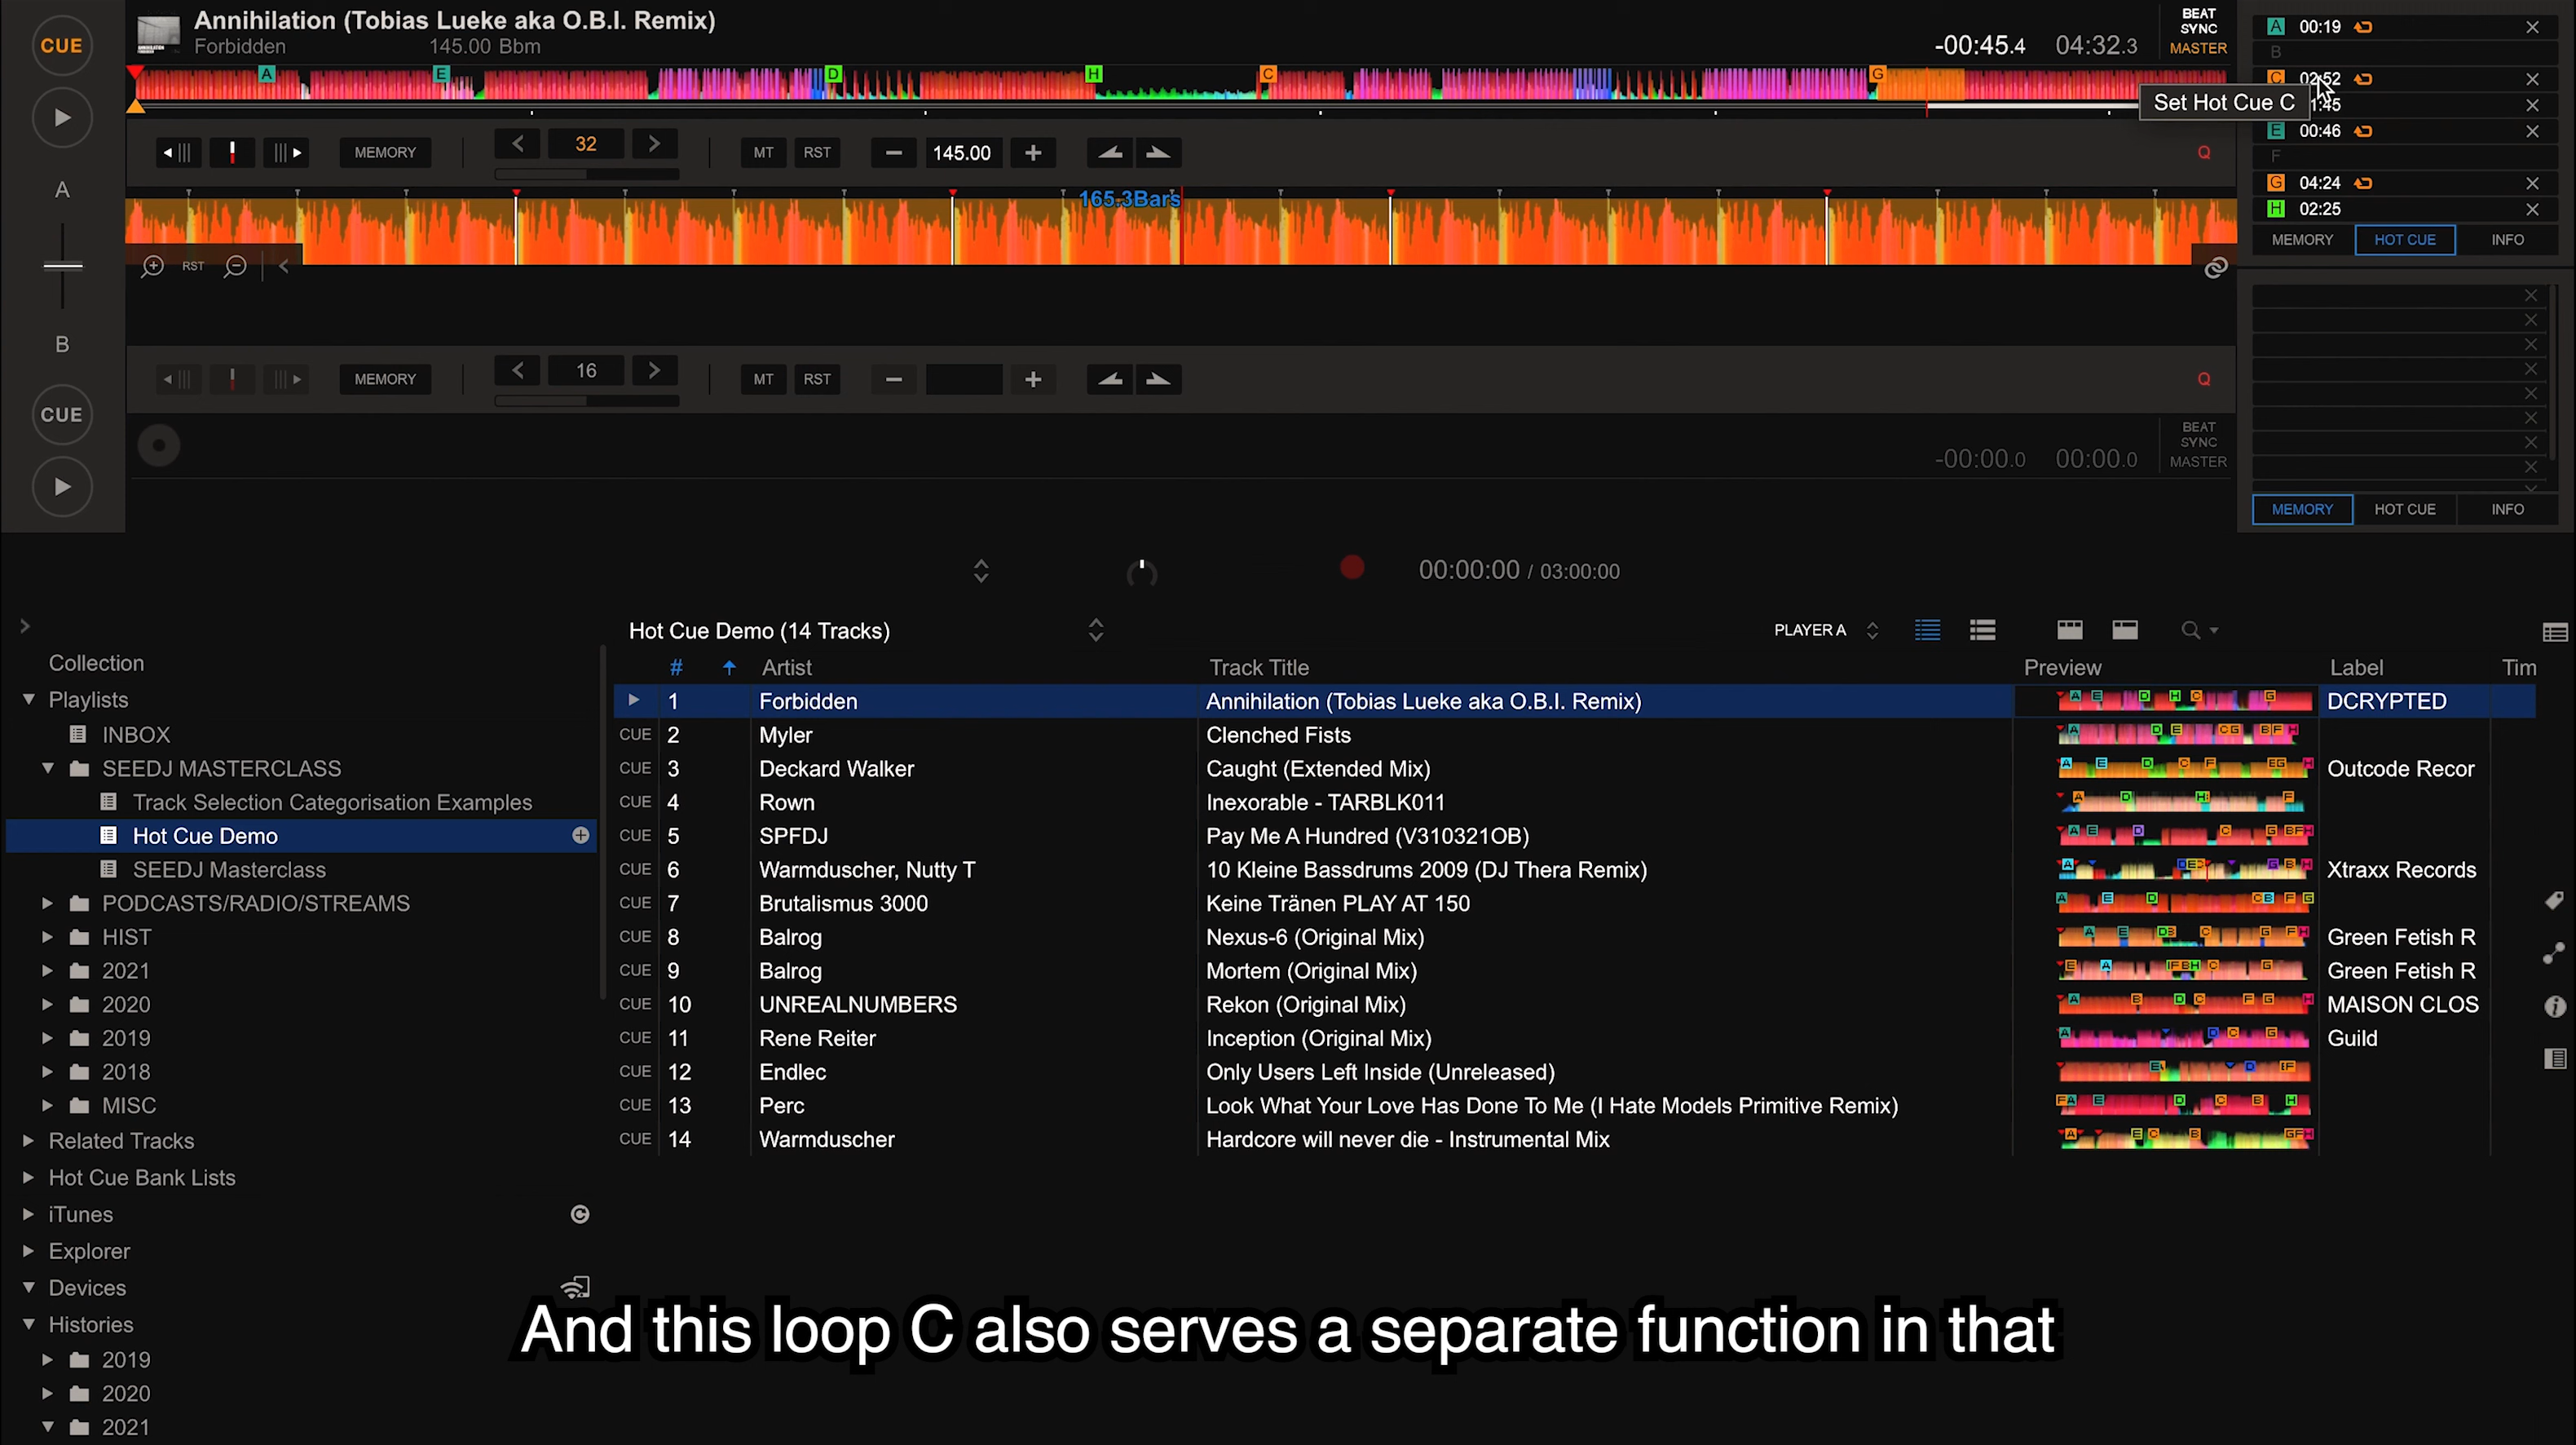 Annihilation (Tobias Lueke aka O.B.I. Remix)
Forbidden 145.00 Bbm
-00:45.4 04:32.3
BEAT SYNC MASTER
CUE
A E D H C G
A 00:19
B
C 02:52
1:45
E 00:46
F
G 04:24
H 02:25
Set Hot Cue C
MEMORY HOT CUE INFO
MEMORY 32 MT RST − 145.00 + Q
165.3Bars
RST
A
B
MEMORY 16 MT RST − + Q
CUE
-00:00.0 00:00.0
BEAT SYNC MASTER
MEMORY HOT CUE INFO
00:00:00 / 03:00:00
Hot Cue Demo (14 Tracks)
PLAYER A
# Artist Track Title Preview Label Tim
1 Forbidden Annihilation (Tobias Lueke aka O.B.I. Remix) DCRYPTED
CUE 2 Myler Clenched Fists
CUE 3 Deckard Walker Caught (Extended Mix) Outcode Recor
CUE 4 Rown Inexorable - TARBLK011
CUE 5 SPFDJ Pay Me A Hundred (V310321OB)
CUE 6 Warmduscher, Nutty T 10 Kleine Bassdrums 2009 (DJ Thera Remix) Xtraxx Records
CUE 7 Brutalismus 3000 Keine Tränen PLAY AT 150
CUE 8 Balrog Nexus-6 (Original Mix) Green Fetish R
CUE 9 Balrog Mortem (Original Mix) Green Fetish R
CUE 10 UNREALNUMBERS Rekon (Original Mix) MAISON CLOS
CUE 11 Rene Reiter Inception (Original Mix) Guild
CUE 12 Endlec Only Users Left Inside (Unreleased)
CUE 13 Perc Look What Your Love Has Done To Me (I Hate Models Primitive Remix)
CUE 14 Warmduscher Hardcore will never die - Instrumental Mix
Collection
Playlists
INBOX
SEEDJ MASTERCLASS
Track Selection Categorisation Examples
Hot Cue Demo
SEEDJ Masterclass
PODCASTS/RADIO/STREAMS
HIST
2021
2020
2019
2018
MISC
Related Tracks
Hot Cue Bank Lists
iTunes
Explorer
Devices
Histories
2019
2020
2021
And this loop C also serves a separate function in that